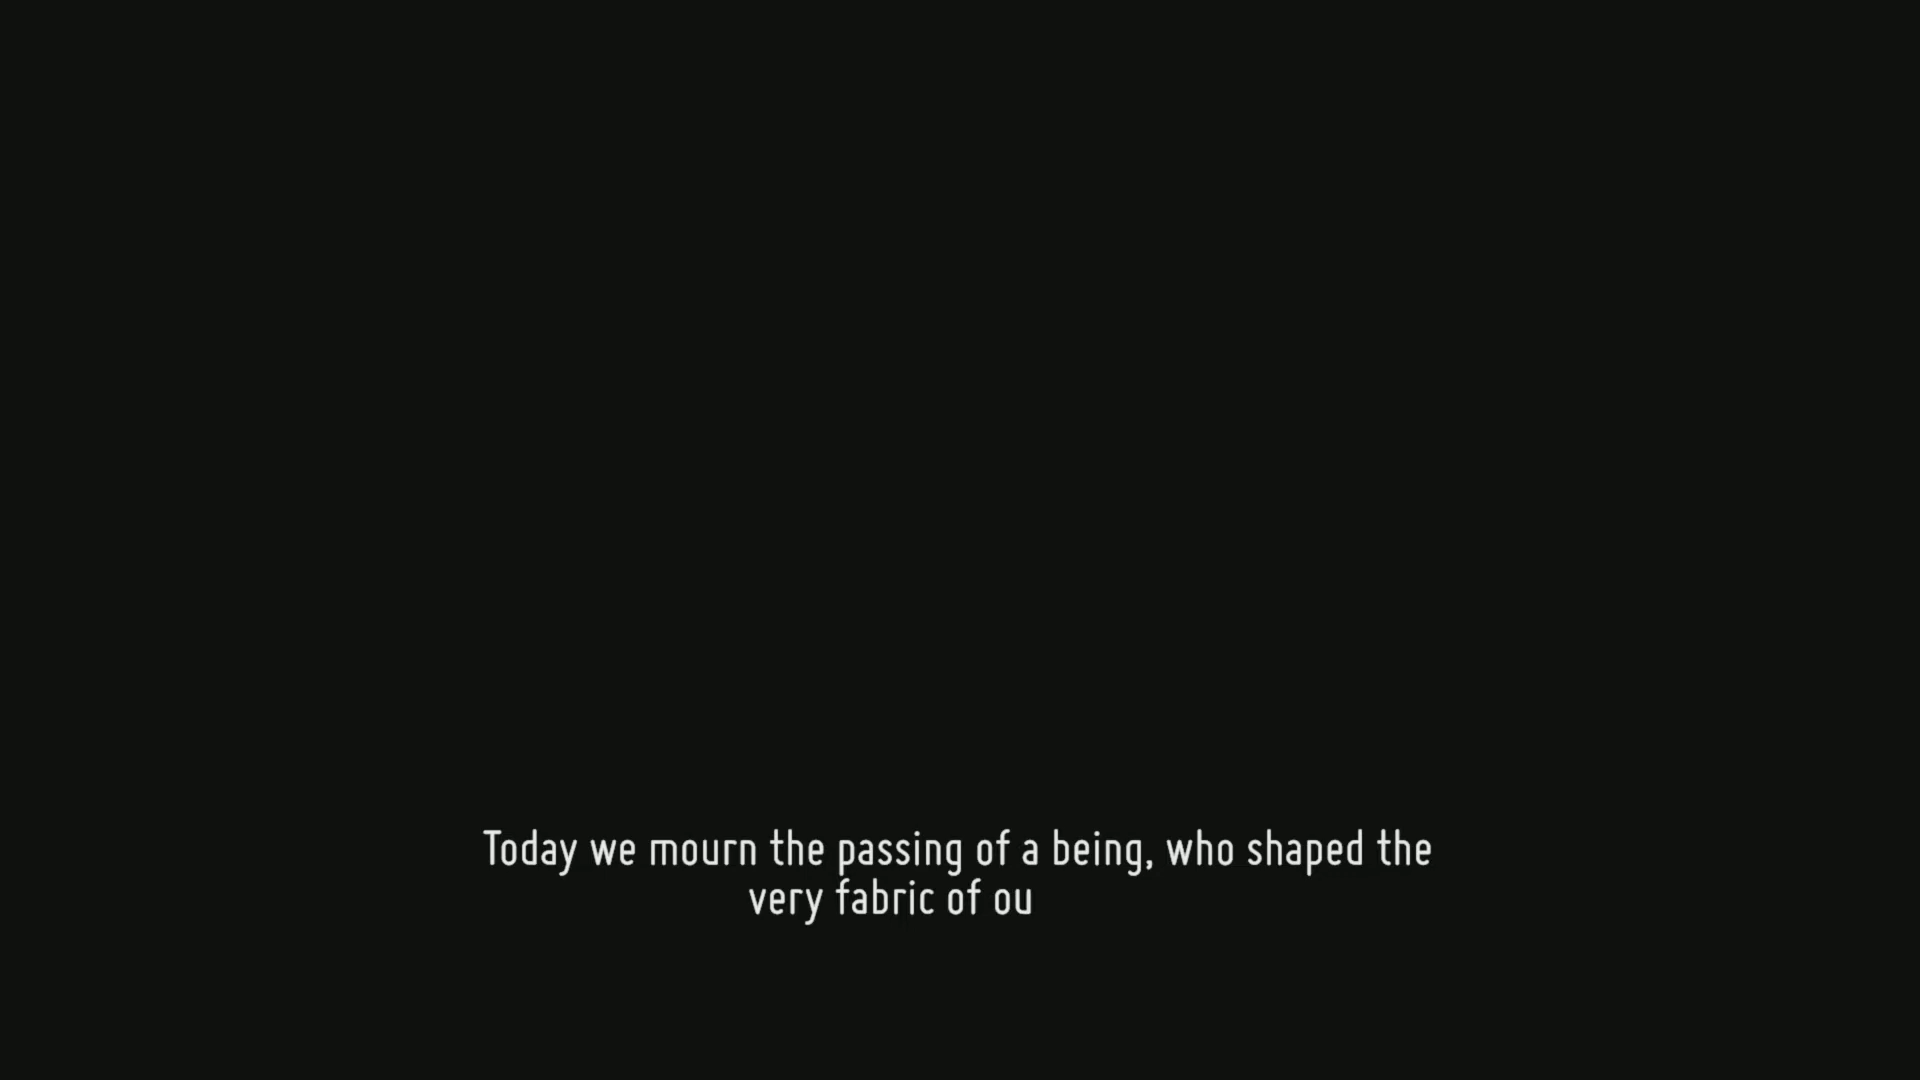 Today we mourn the passing of a being, who shaped the
very fabric of ou